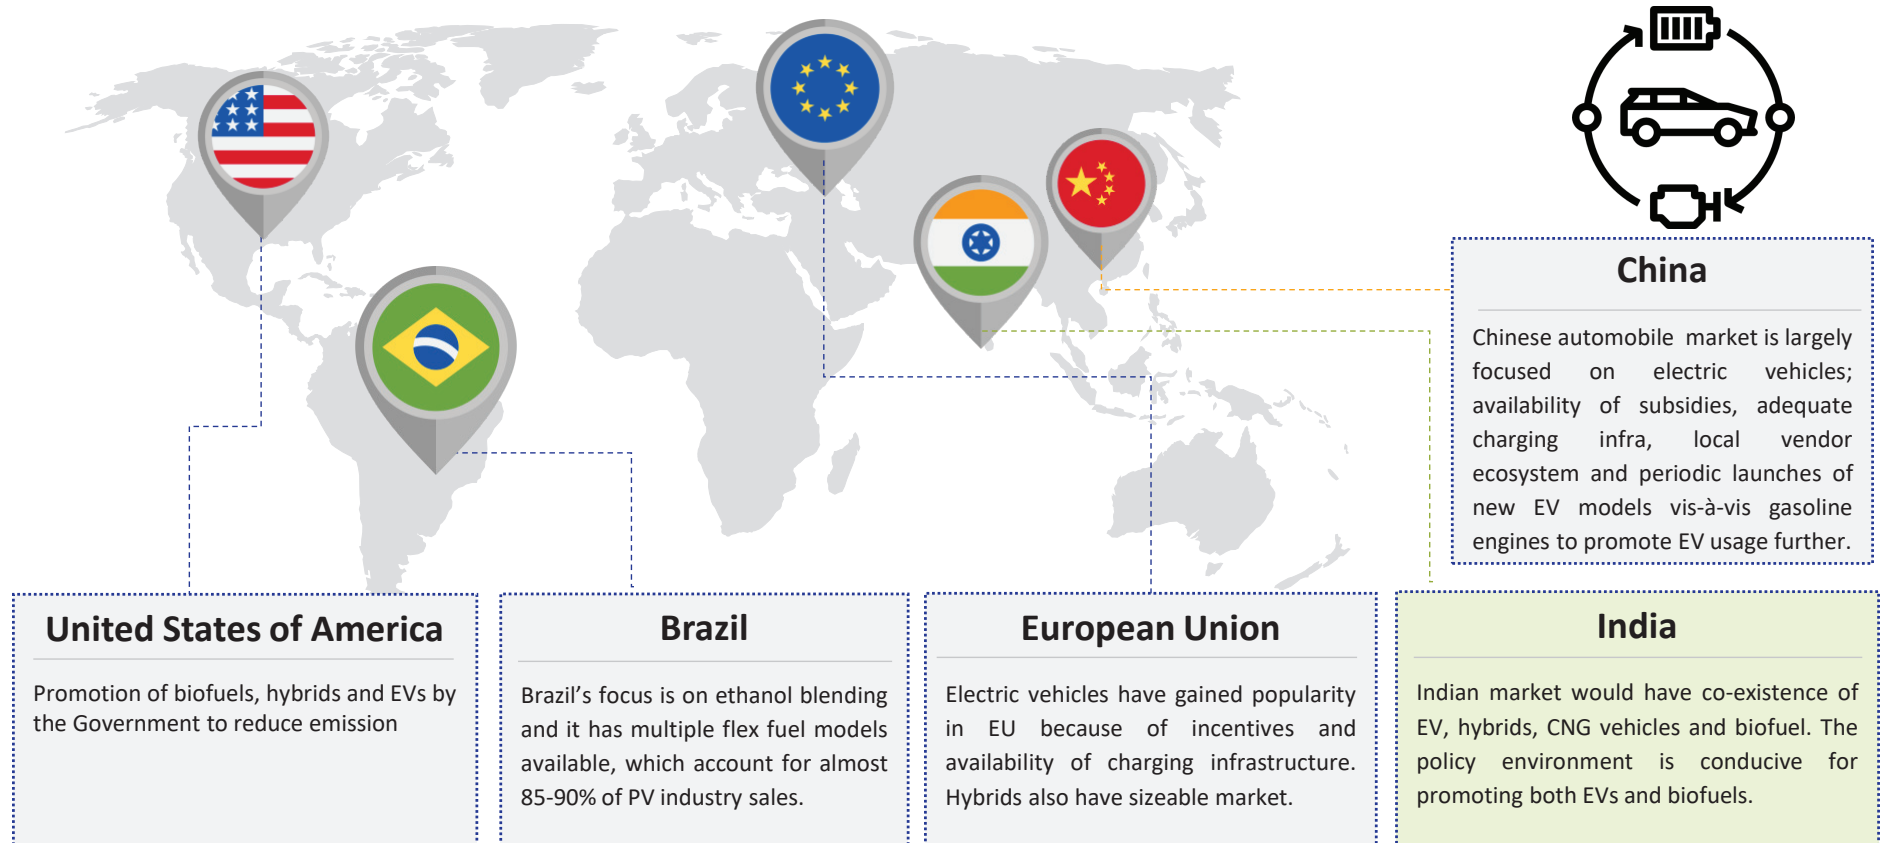 China
Chinese automobile market is largely
focused on electric vehicles;
availability of subsidies, adequate
charging infra, local vendor
ecosystem and periodic launches of
new EV models vis-à-vis gasoline
engines to promote EV usage further.
United States of America
Promotion of biofuels, hybrids and EVs by
the Government to reduce emission
Brazil
Brazil’s focus is on ethanol blending
and it has multiple flex fuel models
available, which account for almost
85-90% of PV industry sales.
European Union
Electric vehicles have gained popularity
in EU because of incentives and
availability of charging infrastructure.
Hybrids also have sizeable market.
India
Indian market would have co-existence of
EV, hybrids, CNG vehicles and biofuel. The
policy environment is conducive for
promoting both EVs and biofuels.